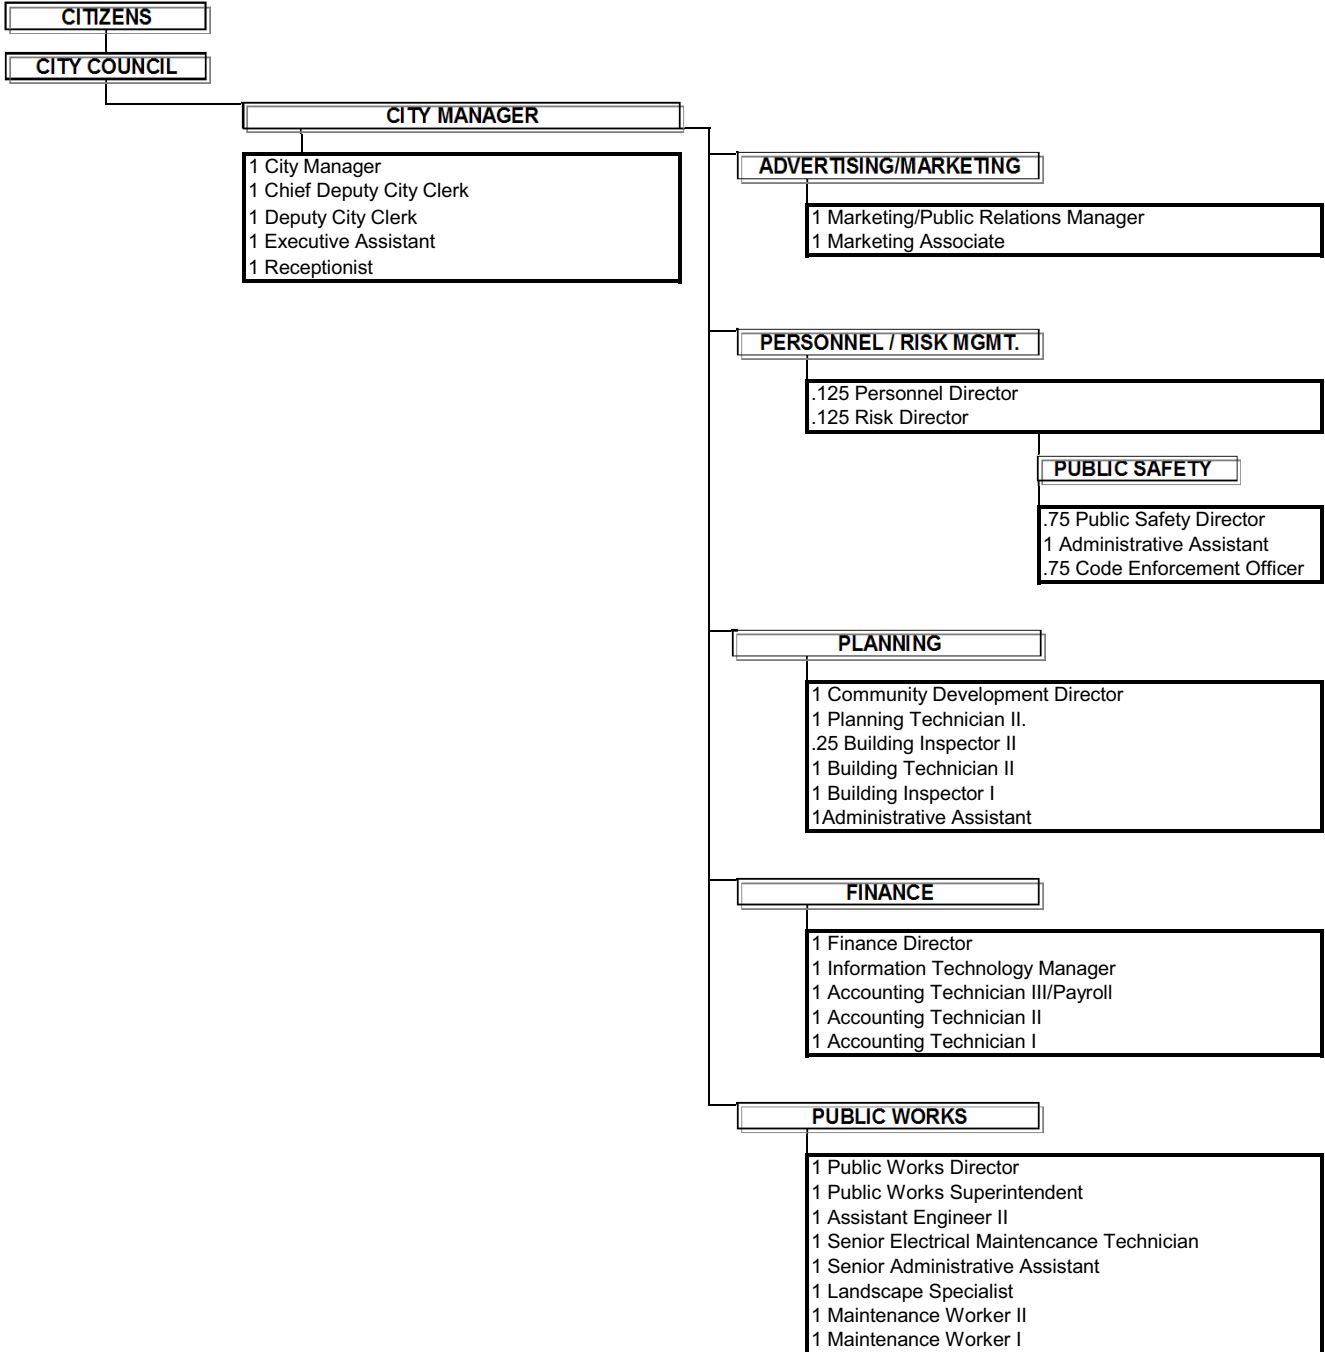 CITIZENS
CITY COUNCIL
CITY MANAGER
1 City Manager
1 Chief Deputy City Clerk
1 Deputy City Clerk
1 Executive Assistant
1 Receptionist
ADVERTISING/MARKETING
1 Marketing/Public Relations Manager
1 Marketing Associate
PERSONNEL / RISK MGMT.
.125 Personnel Director
.125 Risk Director
PUBLIC SAFETY
.75 Public Safety Director
1 Administrative Assistant
.75 Code Enforcement Officer
PLANNING
1 Community Development Director
1 Planning Technician II.
.25 Building Inspector II
1 Building Technician II
1 Building Inspector I
1Administrative Assistant
FINANCE
1 Finance Director
1 Information Technology Manager
1 Accounting Technician III/Payroll
1 Accounting Technician II
1 Accounting Technician I
PUBLIC WORKS
1 Public Works Director
1 Public Works Superintendent
1 Assistant Engineer II
1 Senior Electrical Maintencance Technician
1 Senior Administrative Assistant
1 Landscape Specialist
1 Maintenance Worker II
1 Maintenance Worker I